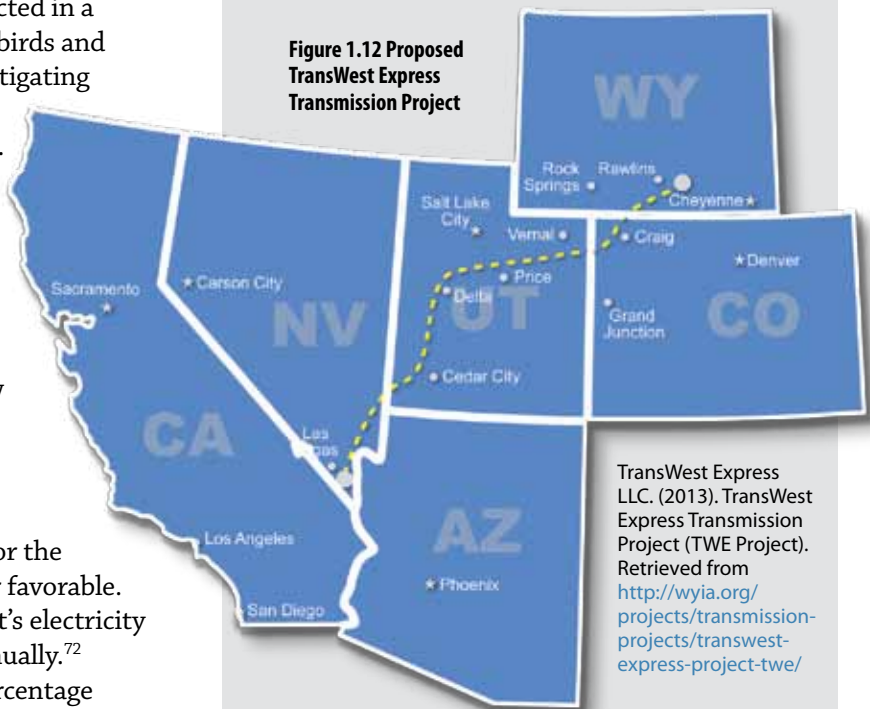 cted in a
birds and
tigating
.
or the
r favorable.
t's electricity
nually.72
rcentage
Figure 1.12 Proposed
TransWest Express
Transmission Project
WY
Rock
Springs
Rawlins
Cheyenne
Salt Lake
City
Vernal
Craig
Denver
Price
Delta
UT
Grand
Junction
CO
Sacramento
Carson City
NV
Cedar City
CA
Las
Los Angeles
San Diego
AZ
Phoenix
TransWest Express
LLC. (2013). TransWest
Express Transmission
Project (TWE Project).
Retrieved from
http://wyia.org/
projects/transmission-
projects/transwest-
express-project-twe/